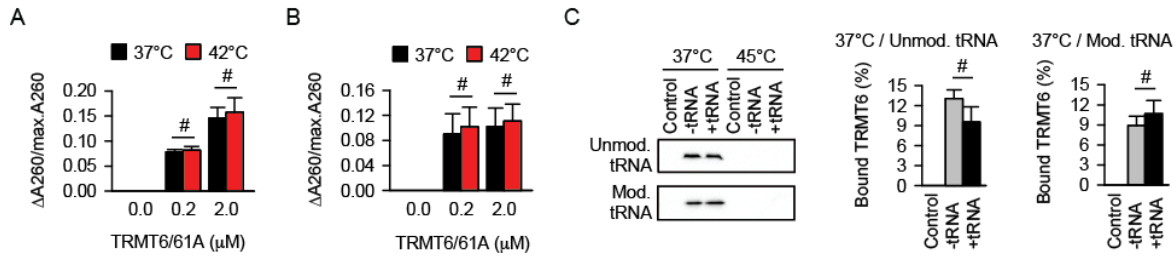 A
37°C 42°C
ΔA260/max.A260
0.20
0.15
0.10
0.05
0.00
#
#
0.0 0.2 2.0
TRMT6/61A (μM)
B
37°C 42°C
ΔA260/max.A260
0.16
0.12
0.08
0.04
0.00
#
#
0.0 0.2 2.0
TRMT6/61A (μM)
C
37°C 45°C
Control
-tRNA
+tRNA
Control
-tRNA
+tRNA
Unmod.
tRNA
Mod.
tRNA
37°C / Unmod. tRNA
Bound TRMT6 (%)
15
12
9
6
3
0
#
Control
-tRNA
+tRNA
37°C / Mod. tRNA
Bound TRMT6 (%)
15
12
9
6
3
0
#
Control
-tRNA
+tRNA